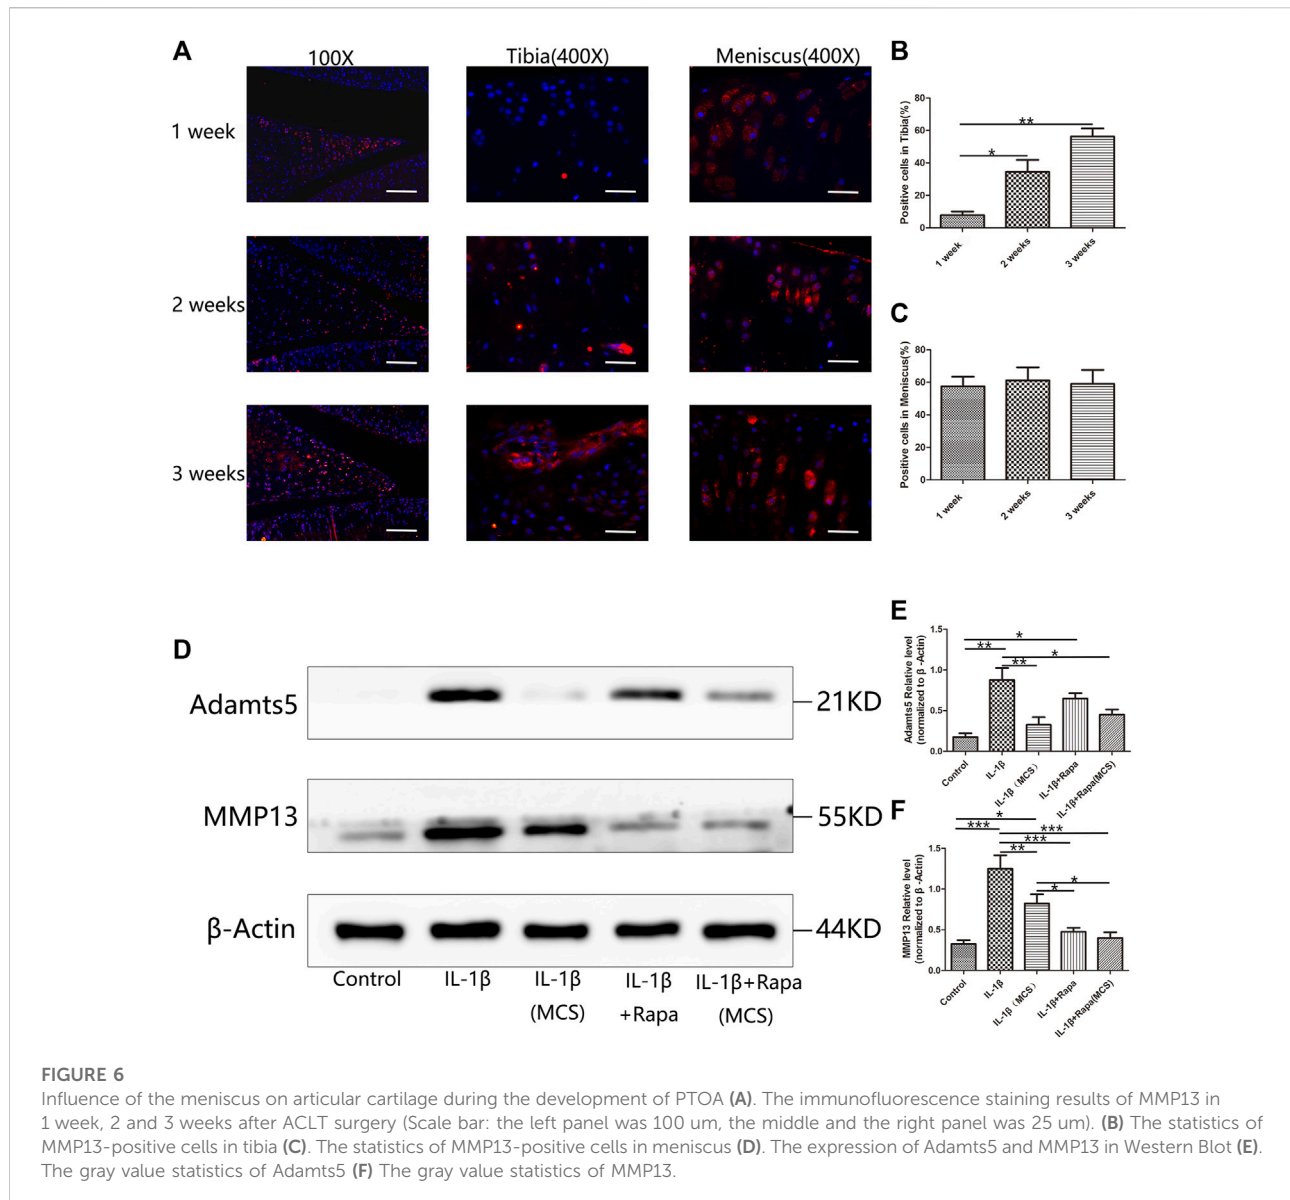 A
100X
Tibia(400X)
Meniscus(400X)
1 week
2 weeks
3 weeks
B
Positive cells in Tibia(%)
80
60
40
20
0
**
*
1 week
2 weeks
3 weeks
C
Positive cells in Meniscus(%)
80
60
40
20
0
1 week
2 weeks
3 weeks
D
Adamts5
21KD
MMP13
55KD
β-Actin
44KD
Control
IL-1β
IL-1β
(MCS)
IL-1β
+Rapa
IL-1β+Rapa
(MCS)
E
Adamts5 Relative level
(normalized to β -Actin)
1.5
1.0
0.5
0.0
*
**
*
**
Control
IL-1β
IL-1β（MCS）
IL-1β+Rapa
IL-1β+Rapa(MCS)
F
MMP13 Relative level
(normalized to β -Actin)
1.5
1.0
0.5
0.0
*
***
***
***
**
*
*
Control
IL-1β
IL-1β（MCS）
IL-1β+Rapa
IL-1β+Rapa(MCS)
FIGURE 6
Influence of the meniscus on articular cartilage during the development of PTOA (A). The immunofluorescence staining results of MMP13 in
1 week, 2 and 3 weeks after ACLT surgery (Scale bar: the left panel was 100 um, the middle and the right panel was 25 um). (B) The statistics of
MMP13-positive cells in tibia (C). The statistics of MMP13-positive cells in meniscus (D). The expression of Adamts5 and MMP13 in Western Blot (E).
The gray value statistics of Adamts5 (F) The gray value statistics of MMP13.